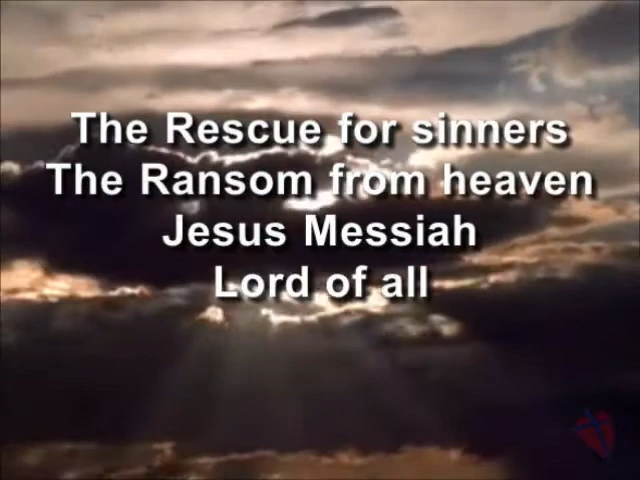 The Rescue for sinners
The Ransom from heaven
Jesus Messiah
Lord of all